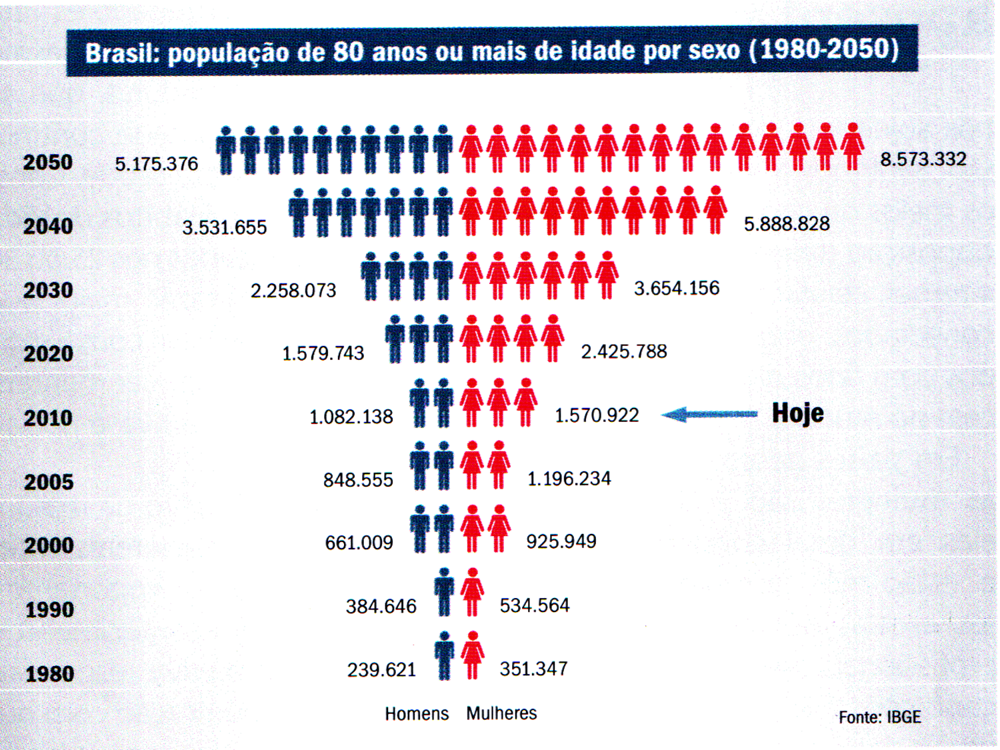 Brasil: população de 80 anos ou mais de idade por sexo (1980-2050)
2050 5.175.376 8.573.332
2040 3.531.655 5.888.828
2030 2.258.073 3.654.156
2020 1.579.743 2.425.788
2010 1.082.138 1.570.922 Hoje
2005 848.555 1.196.234
2000 661.009 925.949
1990 384.646 534.564
1980 239.621 351.347
Homens Mulheres
Fonte: IBGE